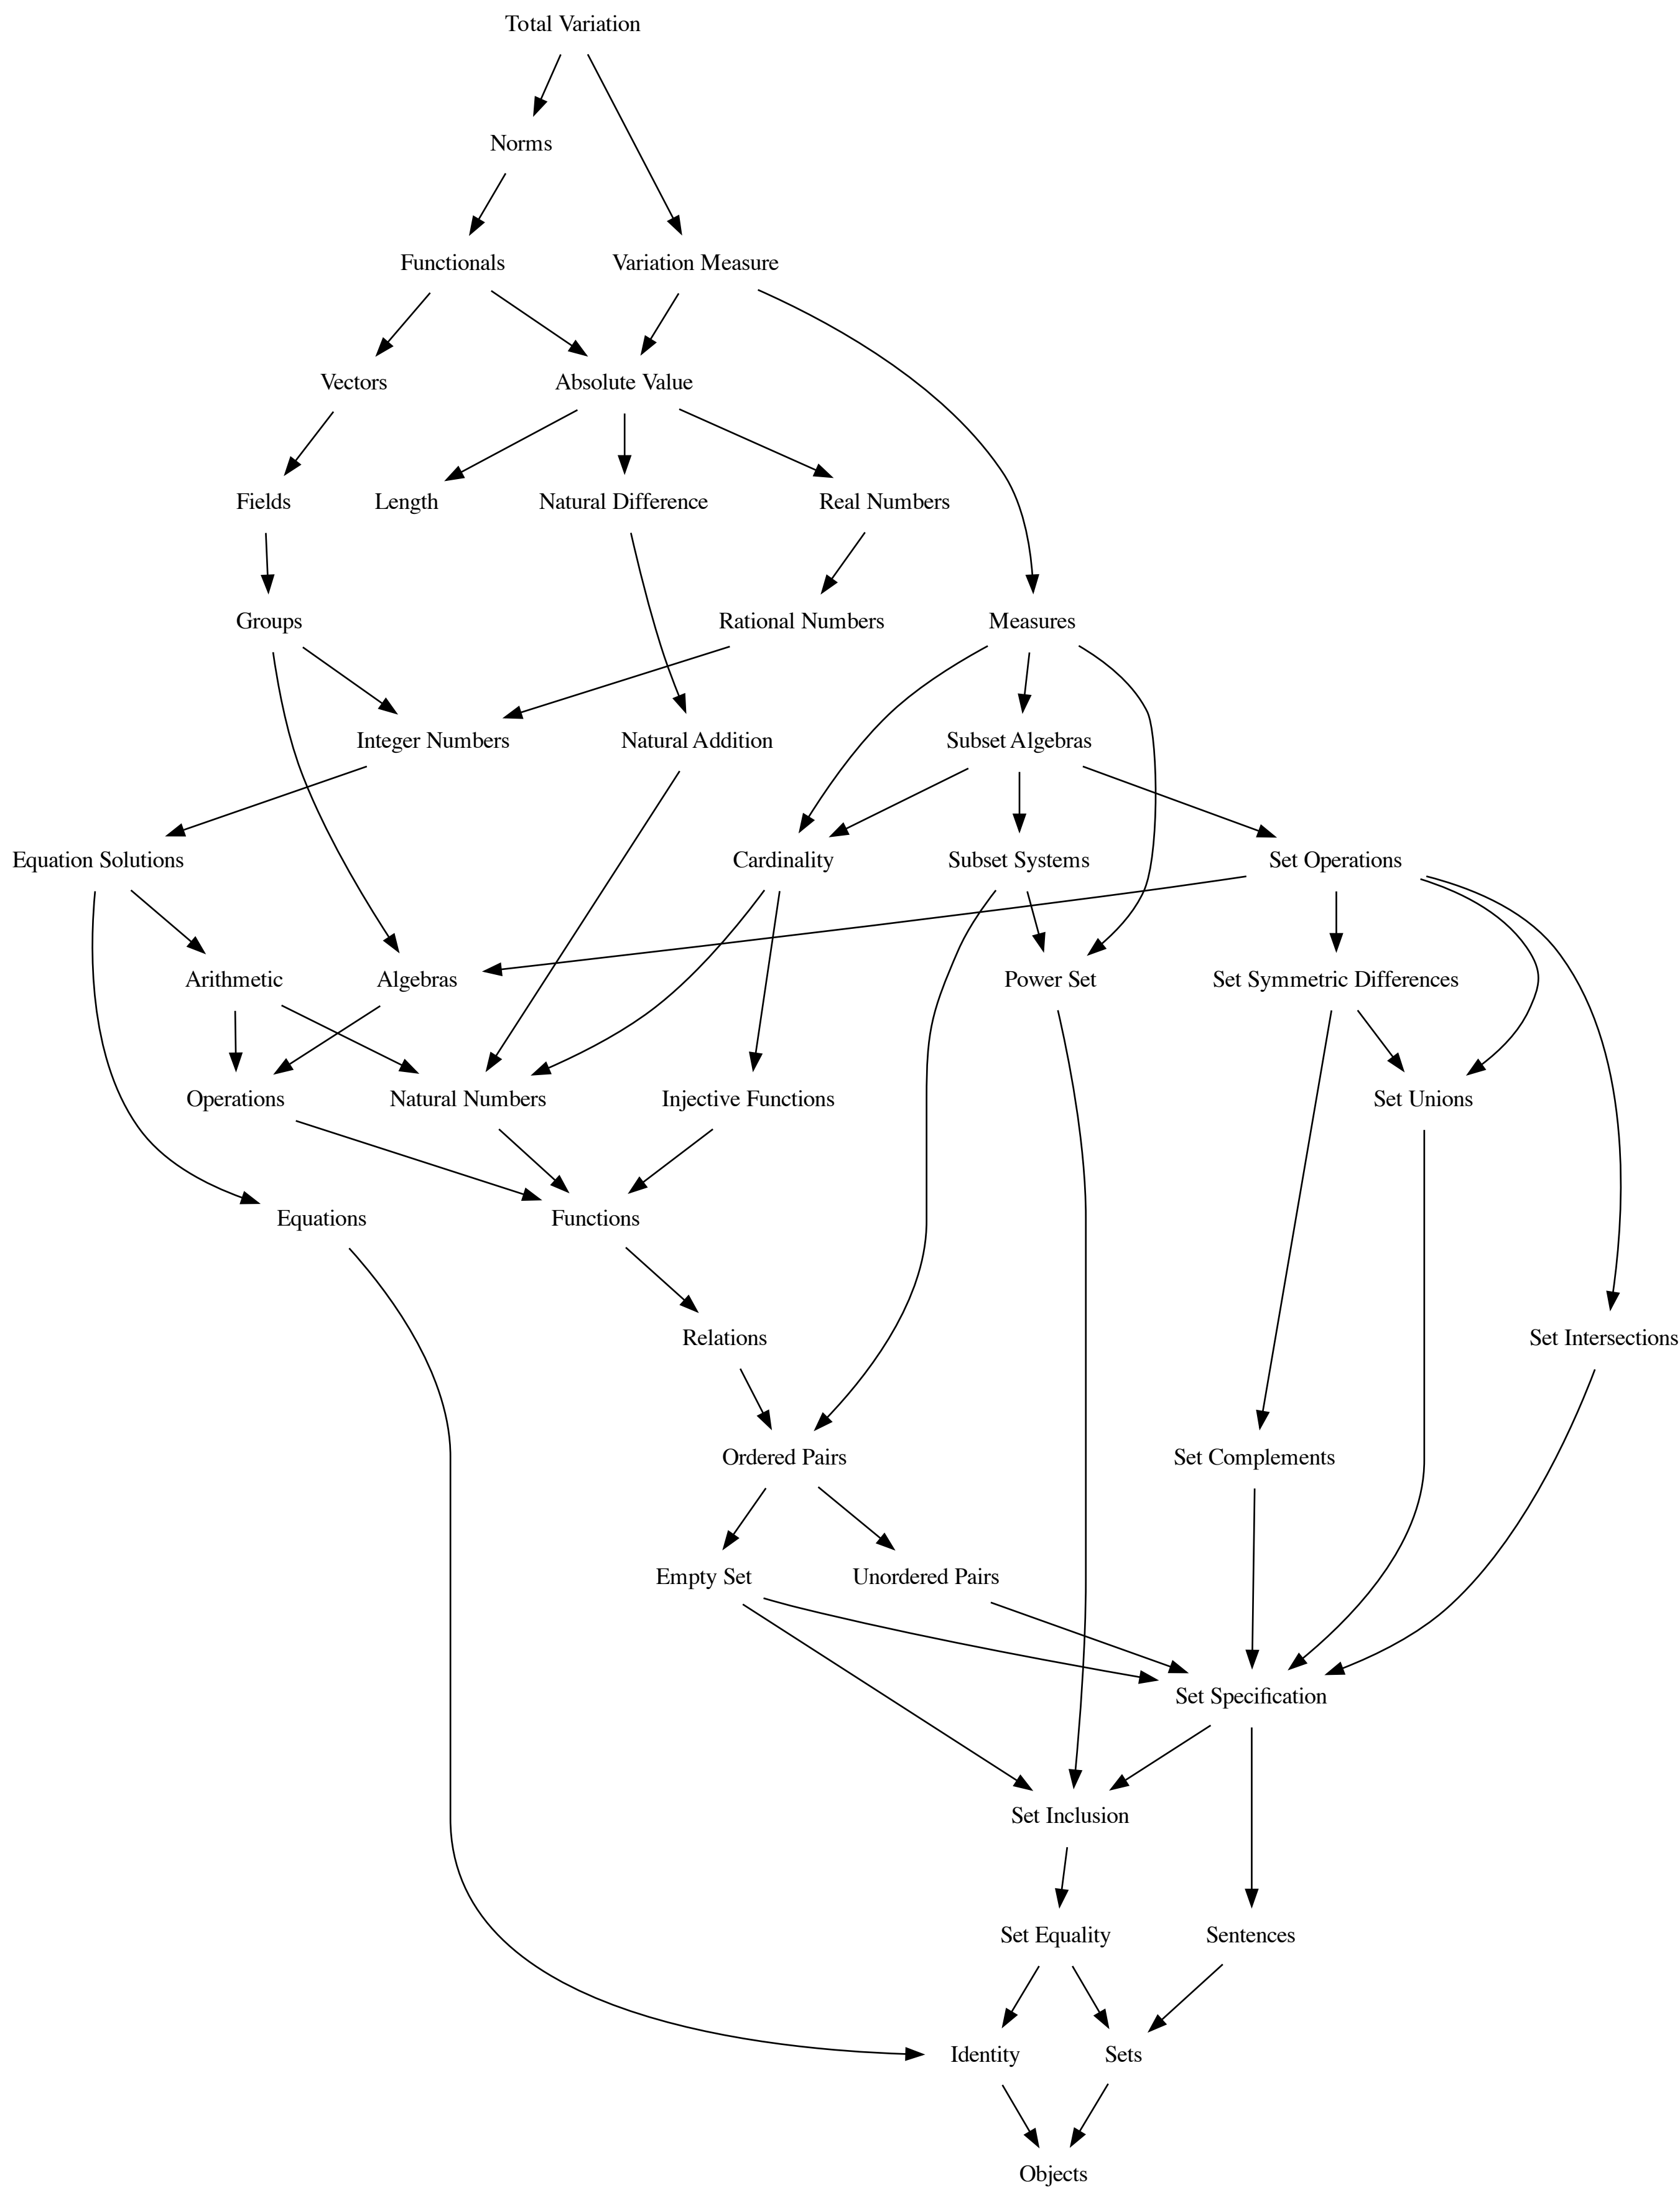 Total Variation
Norms
Functionals
Variation Measure
Vectors
Absolute Value
Fields
Length
Natural Difference
Real Numbers
Groups
Rational Numbers
Measures
Integer Numbers
Natural Addition
Subset Algebras
Equation Solutions
Cardinality
Subset Systems
Set Operations
Arithmetic
Algebras
Power Set
Set Symmetric Differences
Operations
Natural Numbers
Injective Functions
Set Unions
Equations
Functions
Relations
Set Intersections
Ordered Pairs
Set Complements
Empty Set
Unordered Pairs
Set Specification
Set Inclusion
Set Equality
Sentences
Identity
Sets
Objects